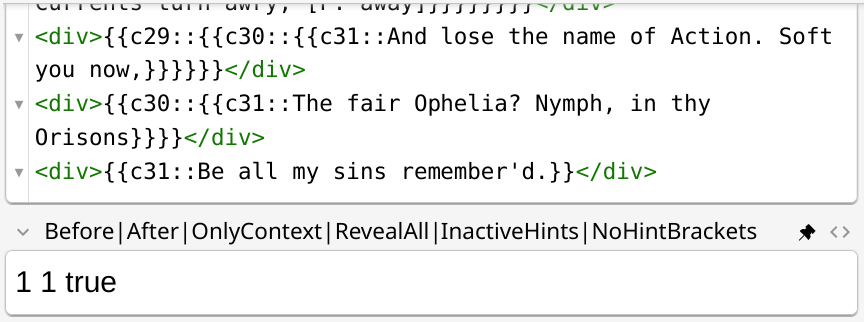 currents turn awry, [F: away]}}}}}}}}}</div>
<div>{{c29::{{c30::{{c31::And lose the name of Action. Soft
you now,}}}}}}</div>
<div>{{c30::{{c31::The fair Ophelia? Nymph, in thy
Orisons}}}}</div>
<div>{{c31::Be all my sins remember'd.}}</div>
Before|After|OnlyContext|RevealAll|InactiveHints|NoHintBrackets
1 1 true